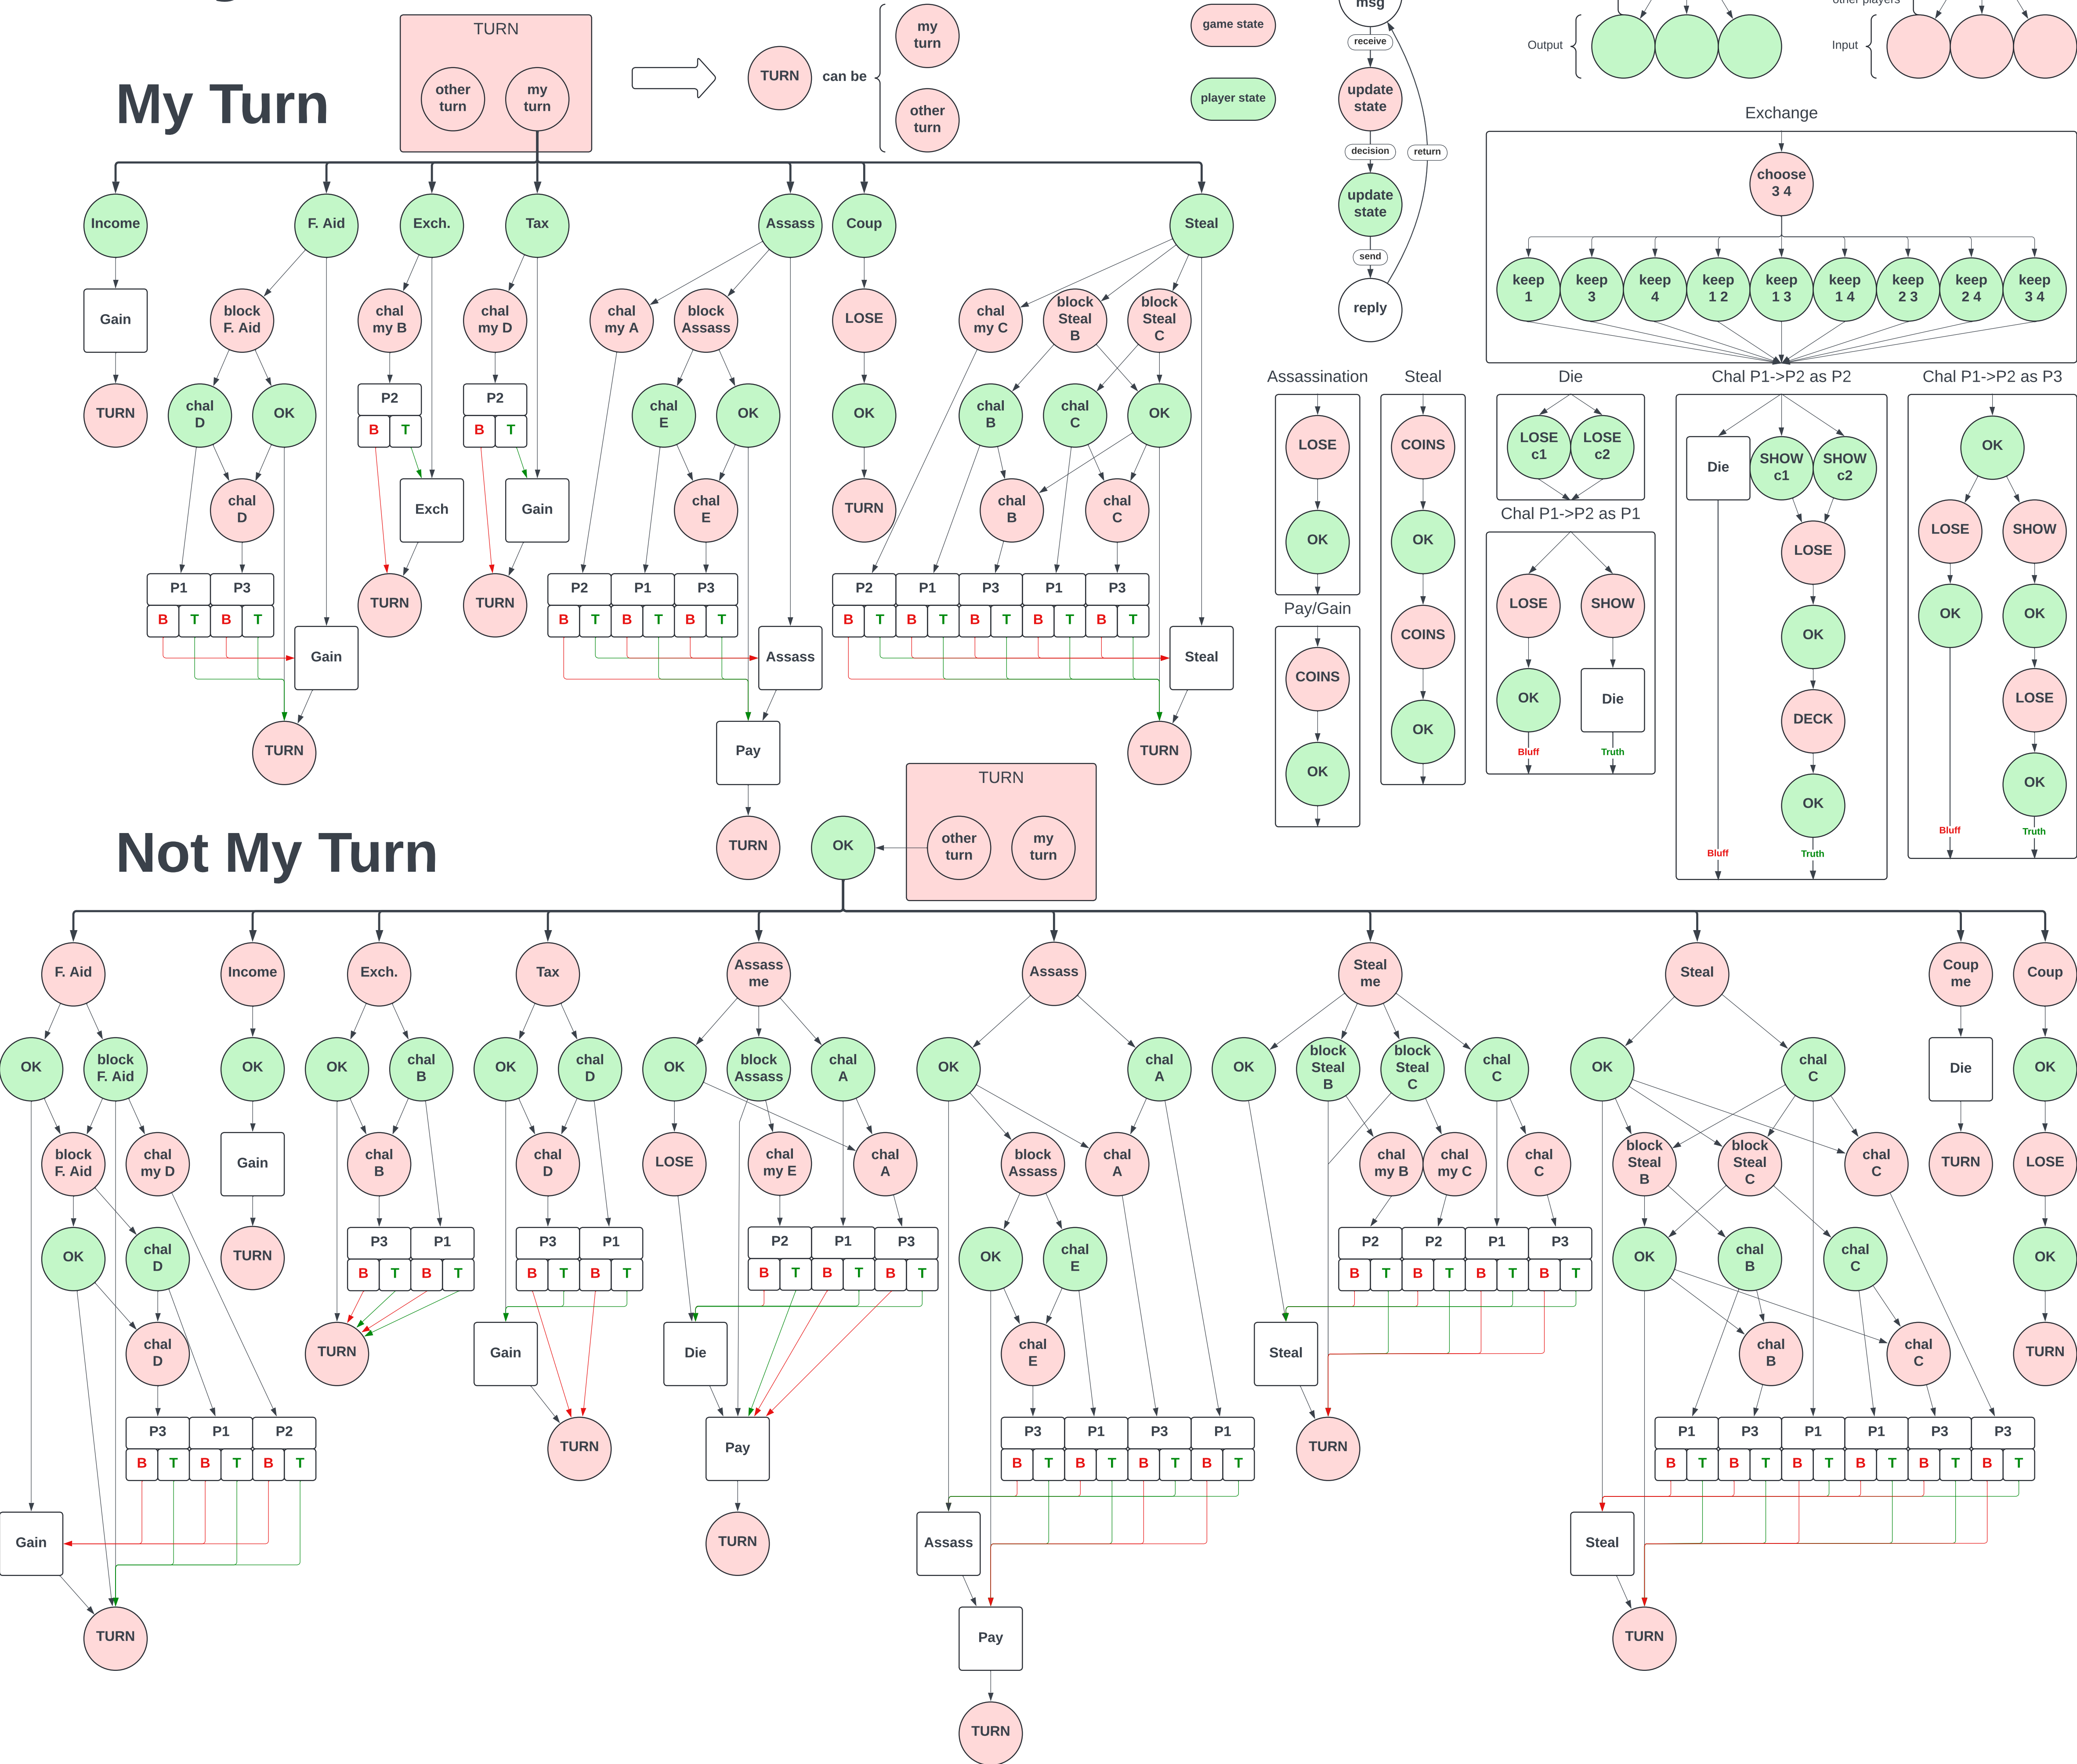 msg
other players
receive
update
state
decision
return
update
state
send
reply
game state
player state
Output
Input
My Turn
TURN
other
turn
my
turn
TURN
can be
my
turn
other
turn
Income
F. Aid
Exch.
Tax
Assass
Coup
Steal
Gain
block
F. Aid
chal
my B
chal
my D
chal
my A
block
Assass
LOSE
chal
my C
block
Steal
B
block
Steal
C
TURN
chal
D
OK
P2
B T
P2
B T
chal
E
OK
OK
chal
B
chal
C
OK
chal
D
Exch
Gain
chal
E
TURN
chal
B
chal
C
P1 P3
B T B T
TURN
TURN
P2 P1 P3
B T B T B T
P2 P1 P3 P1 P3
B T B T B T B T B T
Gain
Assass
Steal
TURN
Pay
TURN
TURN
Exchange
choose
3 4
keep
1
keep
3
keep
4
keep
1 2
keep
1 3
keep
1 4
keep
2 3
keep
2 4
keep
3 4
Assassination
LOSE
OK
Pay/Gain
COINS
OK
Steal
COINS
OK
COINS
OK
Die
LOSE
c1
LOSE
c2
Chal P1->P2 as P1
LOSE
SHOW
OK
Die
Bluff
Truth
Chal P1->P2 as P2
Die
SHOW
c1
SHOW
c2
LOSE
OK
DECK
OK
Bluff
Truth
Chal P1->P2 as P3
OK
LOSE
SHOW
OK
OK
LOSE
OK
Bluff
Truth
Not My Turn
OK
TURN
other
turn
my
turn
F. Aid
Income
Exch.
Tax
Assass
me
Assass
Steal
me
Steal
Coup
me
Coup
OK
block
F. Aid
OK
OK
chal
B
OK
chal
D
OK
block
Assass
chal
A
OK
chal
A
OK
block
Steal
B
block
Steal
C
chal
C
OK
chal
C
Die
OK
block
F. Aid
chal
my D
Gain
chal
B
chal
D
LOSE
chal
my E
chal
A
block
Assass
chal
A
chal
my B
chal
my C
chal
C
block
Steal
B
block
Steal
C
chal
C
TURN
LOSE
OK
chal
D
TURN
P3 P1
B T B T
P3 P1
B T B T
P2 P1 P3
B T B T B T
OK
chal
E
P2 P2 P1 P3
B T B T B T B T
OK
chal
B
chal
C
OK
chal
D
TURN
Gain
Die
chal
E
Steal
chal
B
chal
C
TURN
P3 P1 P2
B T B T B T
TURN
Pay
P3 P1 P3 P1
B T B T B T B T
TURN
P1 P3 P1 P1 P3 P3
B T B T B T B T B T B T
Gain
TURN
Assass
Steal
TURN
Pay
TURN
TURN